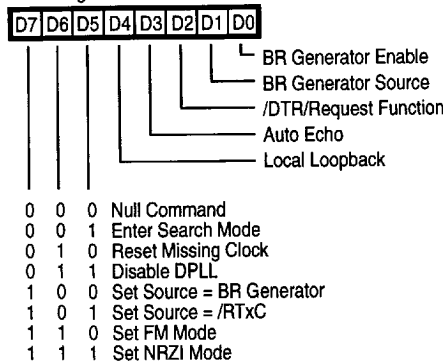 D7 D6 D5 D4 D3 D2 D1 D0
BR Generator Enable
BR Generator Source
/DTR/Request Function
Auto Echo
Local Loopback
0 0 0 Null Command
0 0 1 Enter Search Mode
0 1 0 Reset Missing Clock
0 1 1 Disable DPLL
1 0 0 Set Source = BR Generator
1 0 1 Set Source = /RTxC
1 1 0 Set FM Mode
1 1 1 Set NRZI Mode